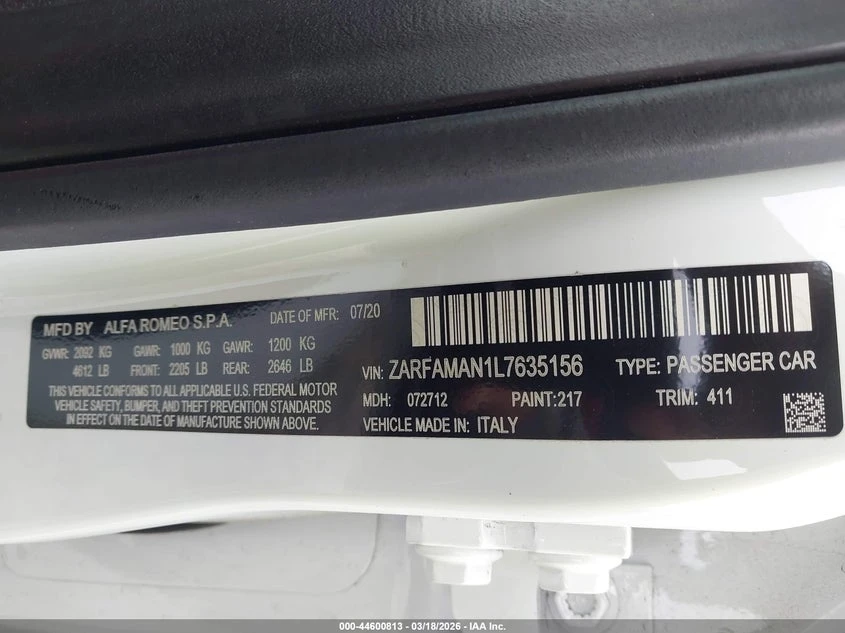 MFD BY ALFA ROMEO S.P.A. DATE OF MFR: 07/20
GVWR: 2092 KG GAWR: 1000 KG GAWR: 1200 KG
4612 LB FRONT: 2205 LB REAR: 2646 LB
THIS VEHICLE CONFORMS TO ALL APPLICABLE U.S. FEDERAL MOTOR
VEHICLE SAFETY, BUMPER, AND THEFT PREVENTION STANDARDS
IN EFFECT ON THE DATE OF MANUFACTURE SHOWN ABOVE.
VIN: ZARFAMAN1L7635156 TYPE: PASSENGER CAR
MDH: 072712 PAINT: 217 TRIM: 411
VEHICLE MADE IN: ITALY
000-44600813 - 03/18/2026 - IAA Inc.